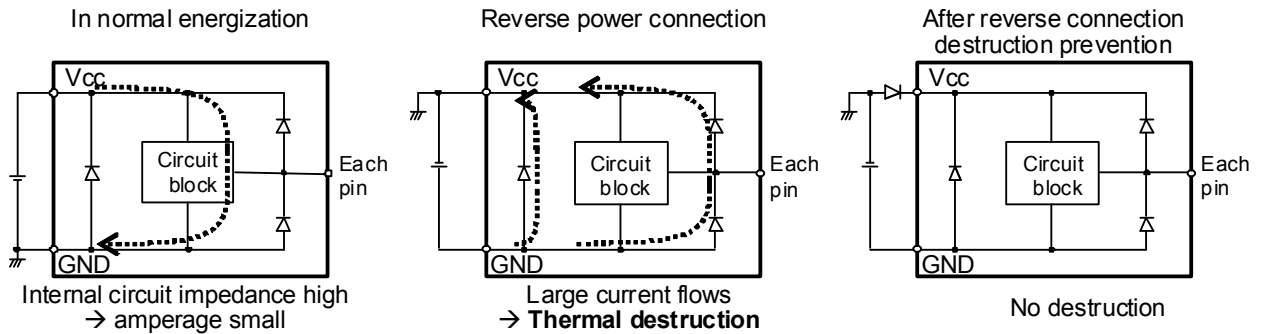 In normal energization
Vcc
Circuit
block
Each
pin
GND
Internal circuit impedance high
→ amperage small
Reverse power connection
Vcc
Circuit
block
Each
pin
GND
Large current flows
→ Thermal destruction
After reverse connection
destruction prevention
Vcc
Circuit
block
Each
pin
GND
No destruction